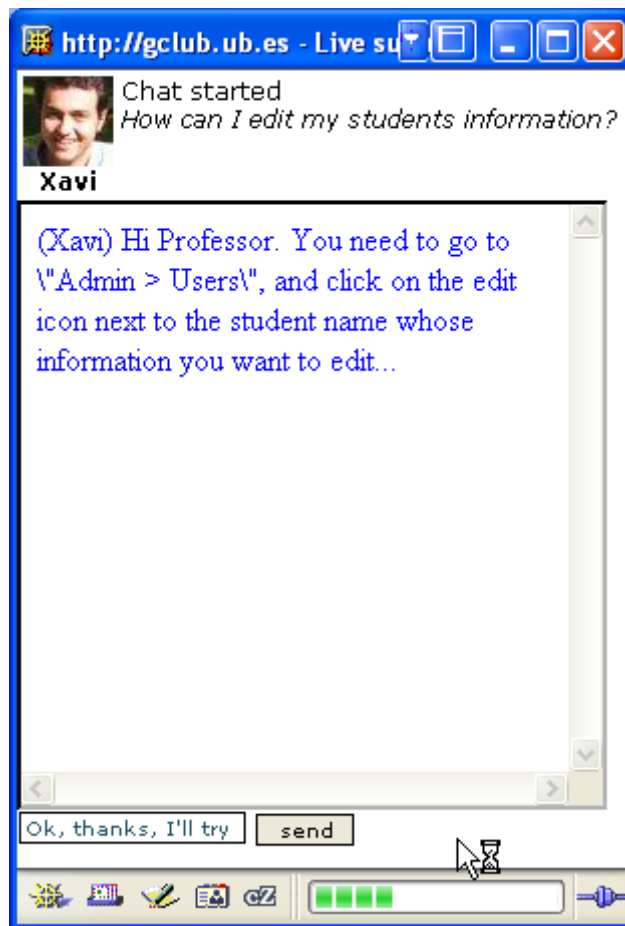 http://gclub.ub.es - Live su
Chat started
How can I edit my students information?
Xavi
(Xavi) Hi Professor. You need to go to
\"Admin > Users\", and click on the edit
icon next to the student name whose
information you want to edit...
Ok, thanks, I'll try
send
cZ